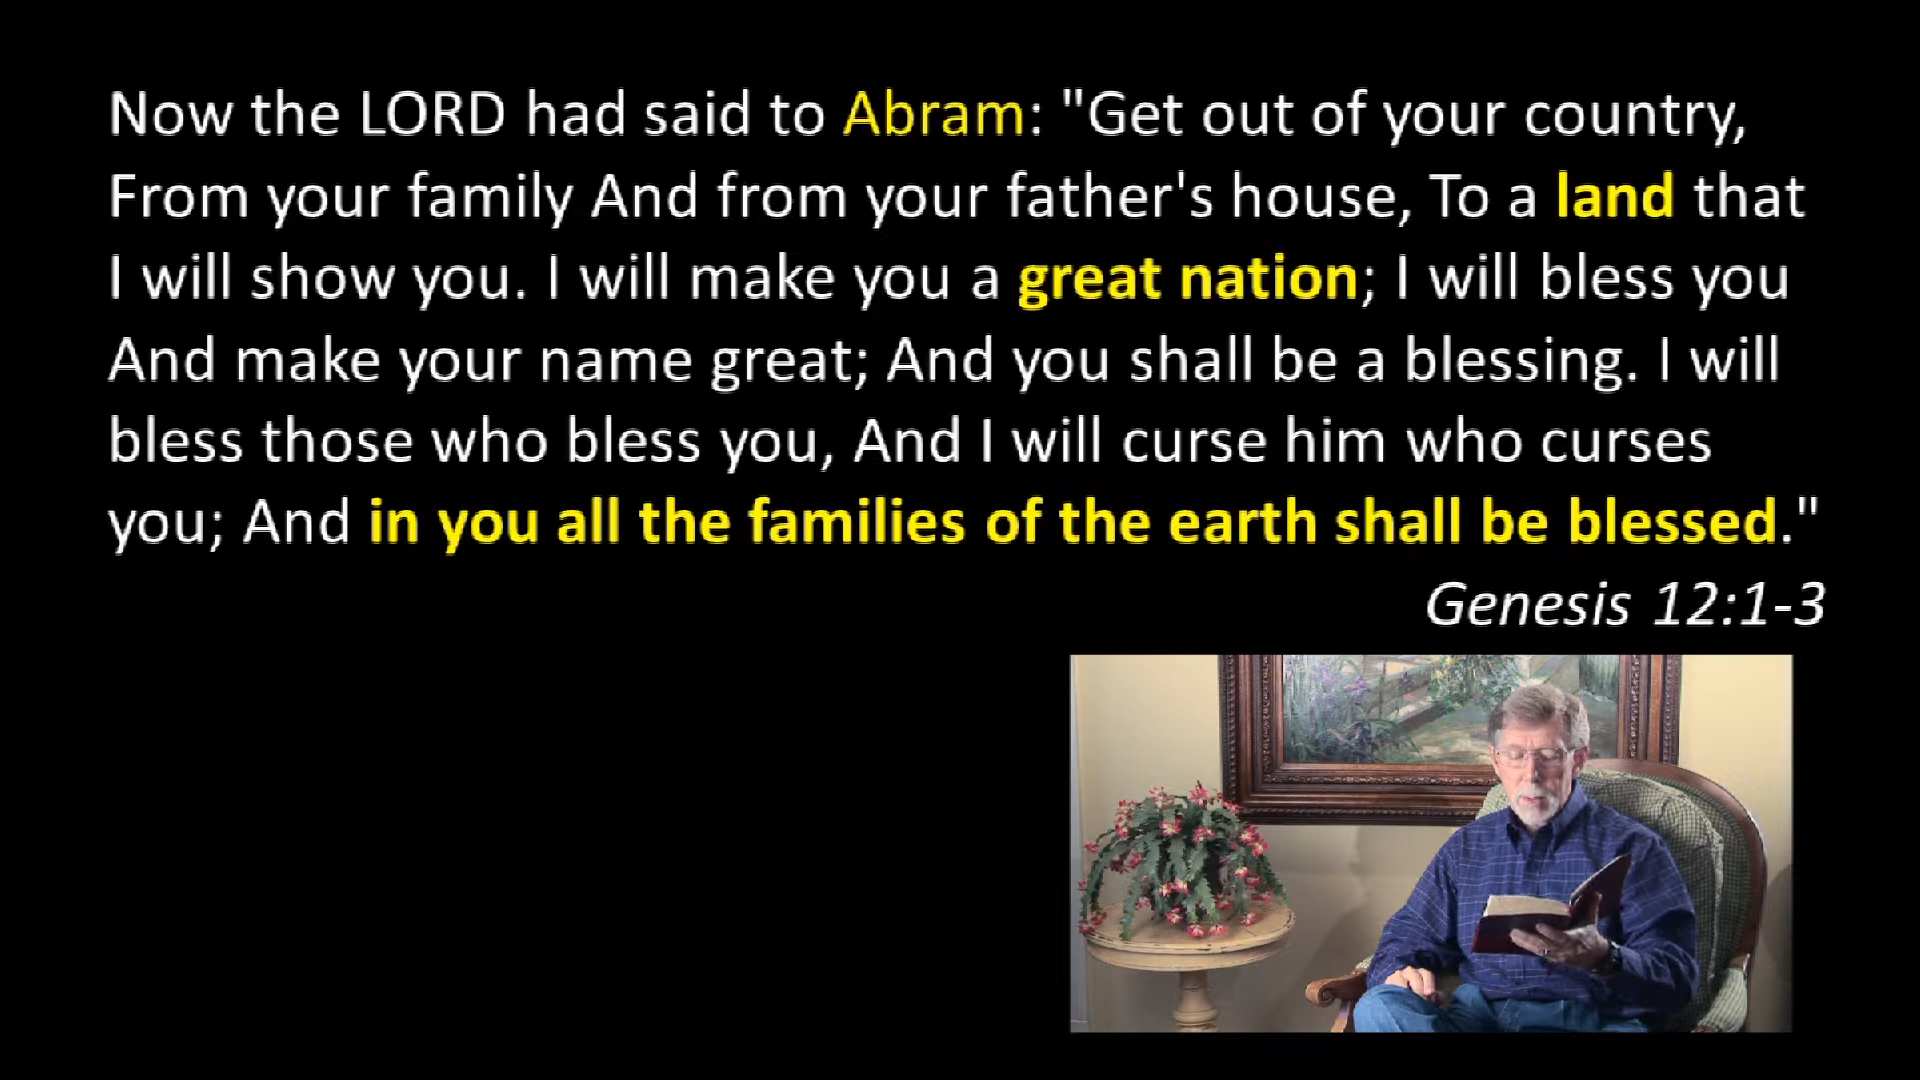 Now the LORD had said to Abram: "Get out of your country,
From your family And from your father's house, To a land that
I will show you. I will make you a great nation; I will bless you
And make your name great; And you shall be a blessing. I will
bless those who bless you, And I will curse him who curses
you; And in you all the families of the earth shall be blessed."
Genesis 12:1-3